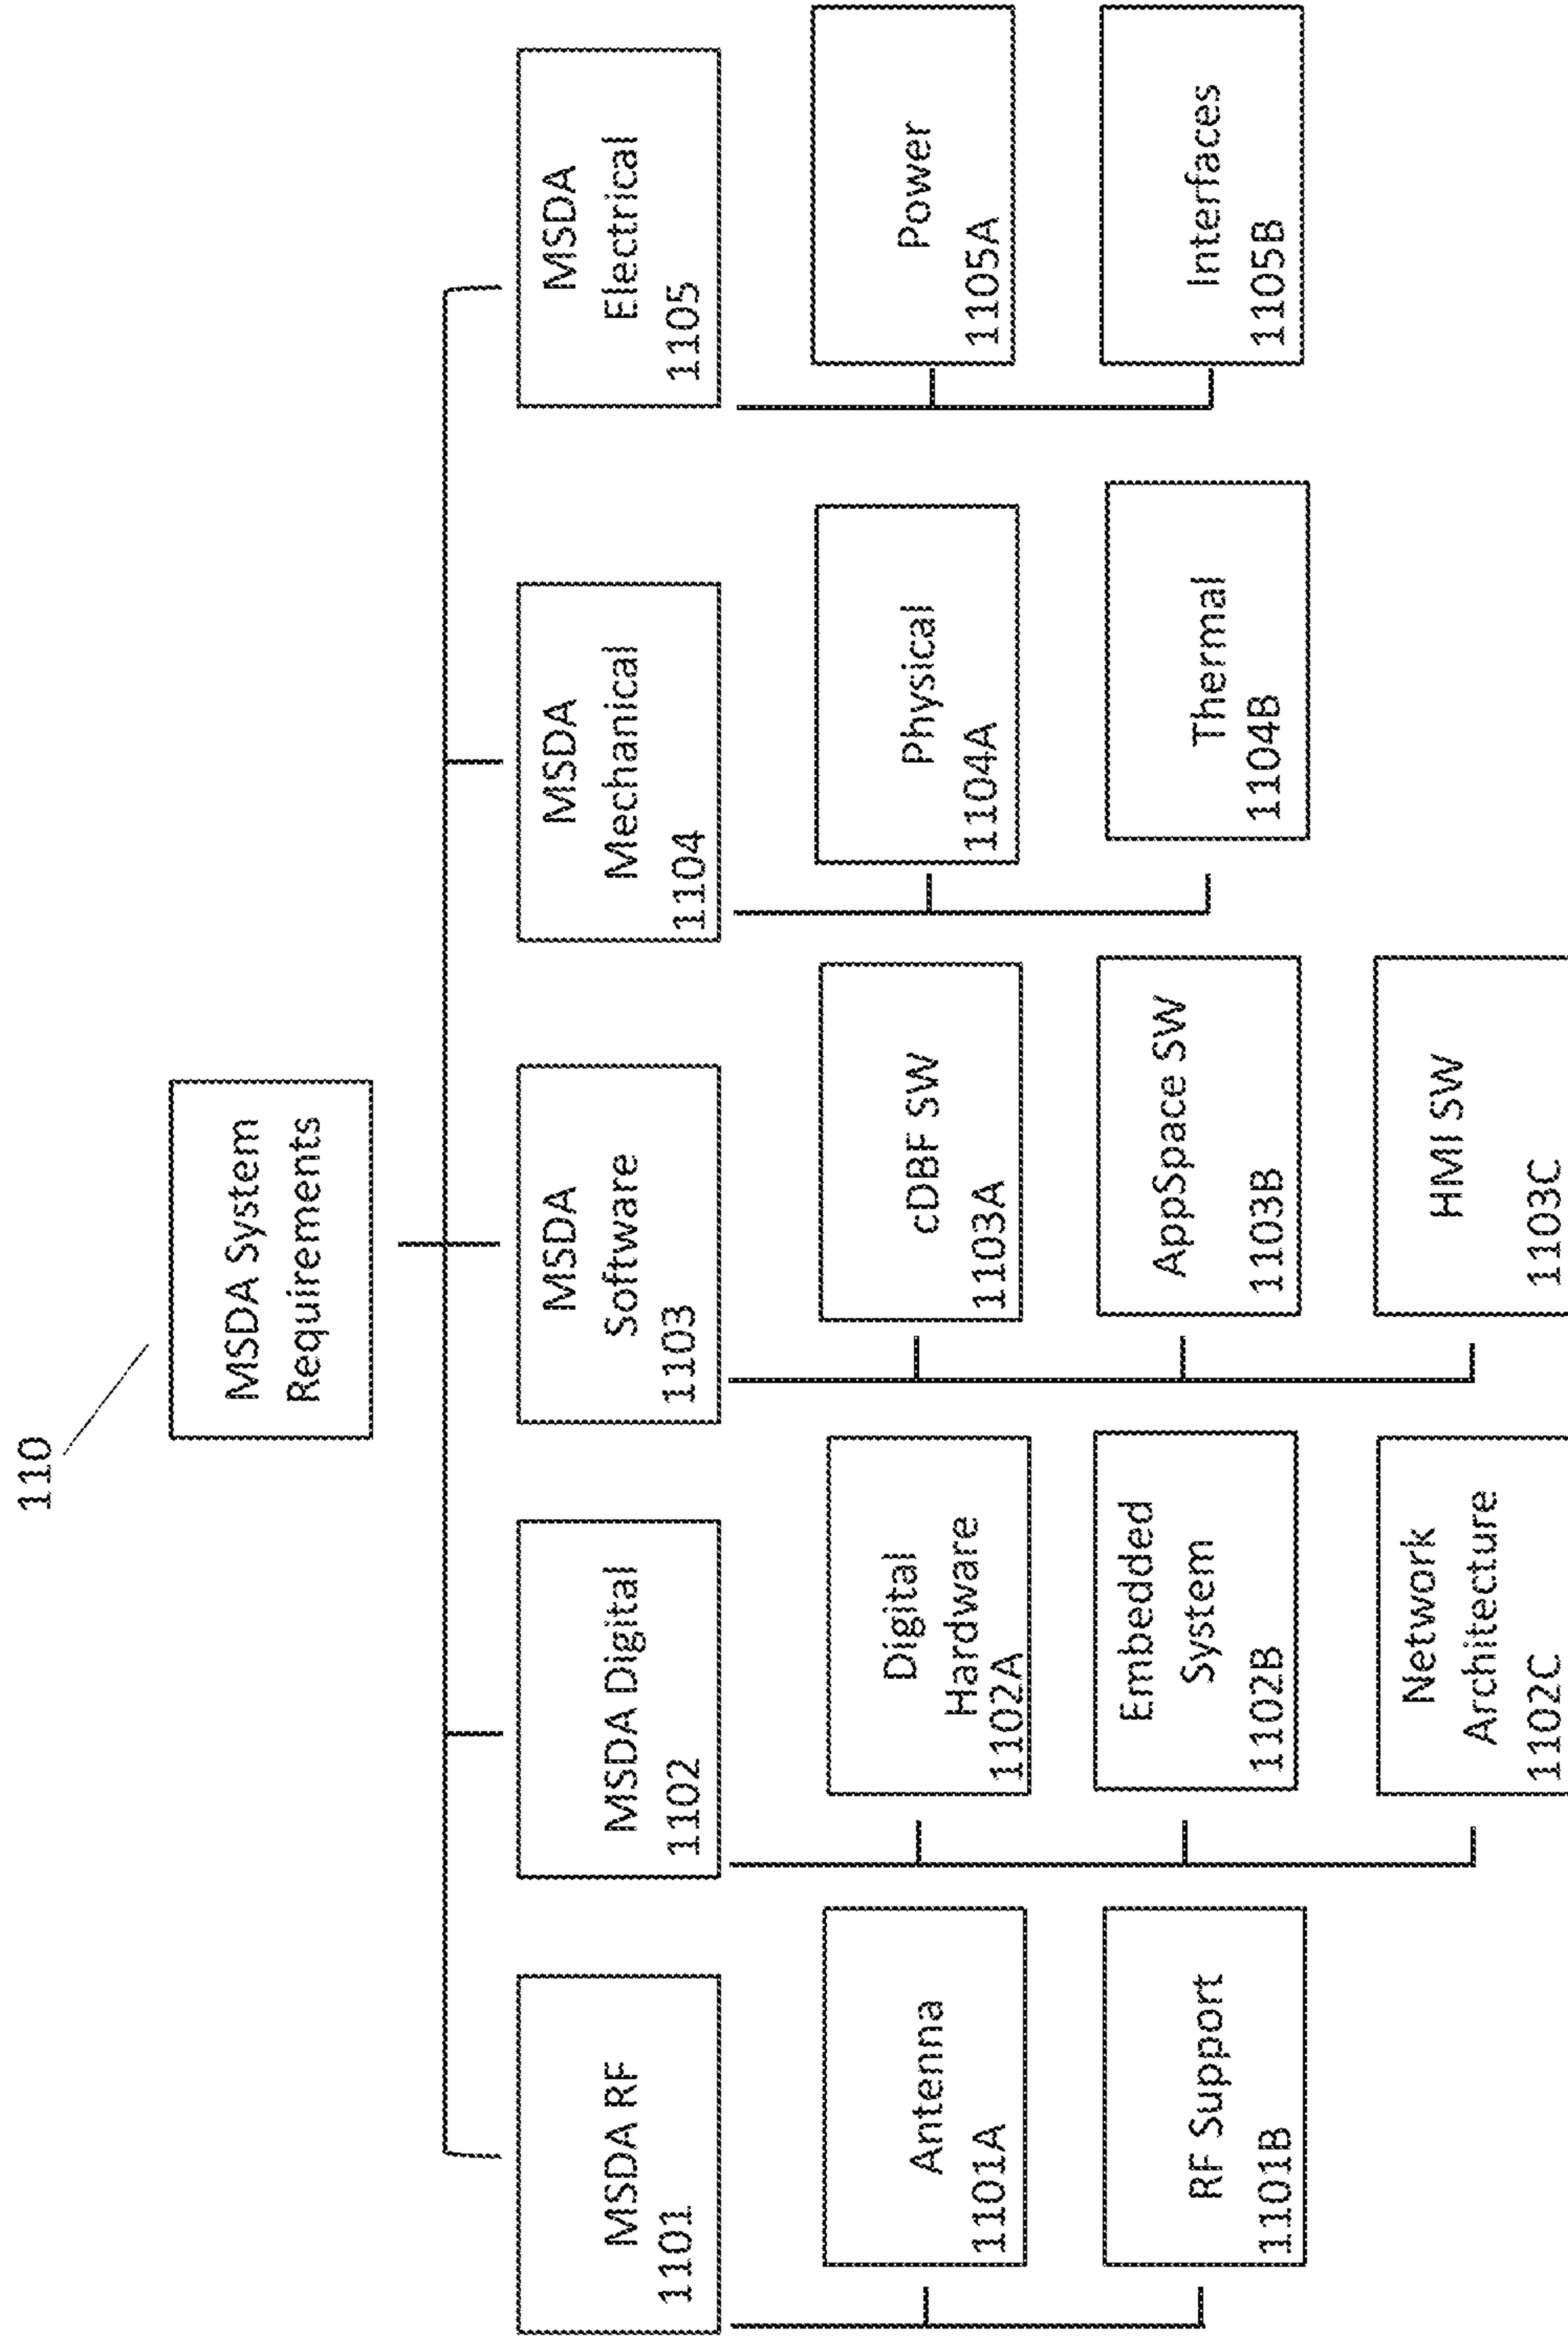 110
MSDA System
Requirements
MSDA RF
1101
MSDA Digital
1102
MSDA
Software
1103
MSDA
Mechanical
1104
MSDA
Electrical
1105
Antenna
1101A
RF Support
1101B
Digital
Hardware
1102A
Embedded
System
1102B
Network
Architecture
1102C
cDBF SW
1103A
AppSpace SW
1103B
HMI SW
1103C
Physical
1104A
Thermal
1104B
Power
1105A
Interfaces
1105B